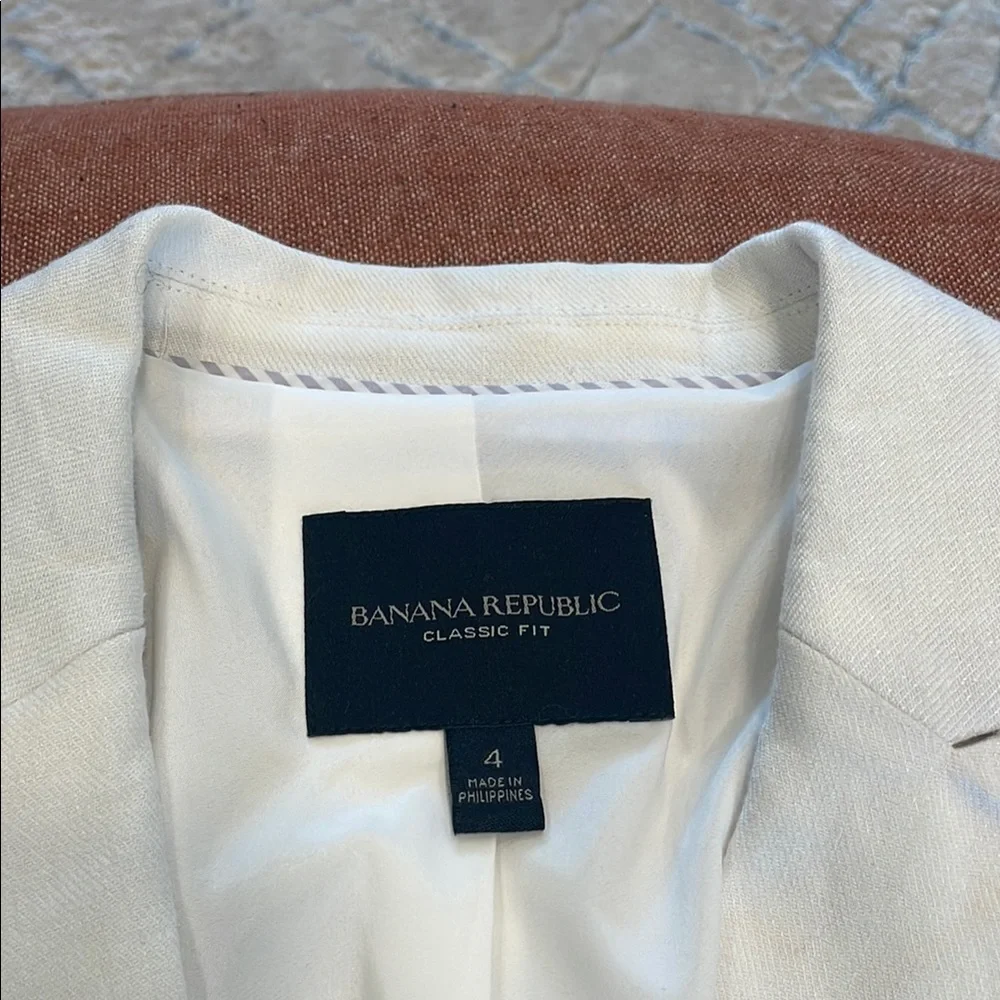 BANANA REPUBLIC
CLASSIC FIT
4
MADE IN
PHILIPPINES